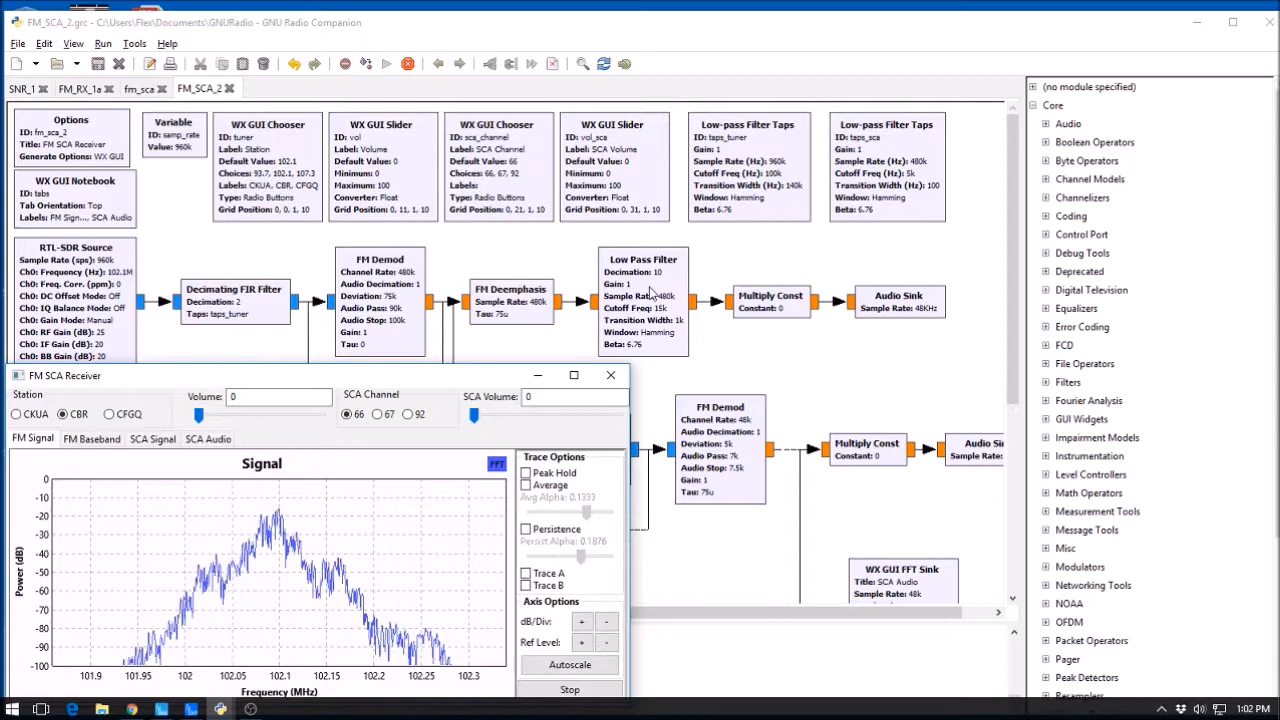 FM_SCA_2.grc - C:\Users\Flex\Documents\GNURadio - GNU Radio Companion
File Edit View Run Tools Help
SNR_1 FM_RX_1a fm_sca FM_SCA_2
Options
ID: fm_sca_2
Title: FM SCA Receiver
Generate Options: WX GUI
Variable
ID: samp_rate
Value: 960k
WX GUI Chooser
ID: tuner
Label: Station
Default Value: 102.1
Choices: 93.7, 102.1, 107.3
Labels: CKUA, CBR, CFGQ
Type: Radio Buttons
Grid Position: 0, 0, 1, 10
WX GUI Slider
ID: vol
Label: Volume
Default Value: 0
Minimum: 0
Maximum: 100
Converter: Float
Grid Position: 0, 11, 1, 10
WX GUI Chooser
ID: sca_channel
Label: SCA Channel
Default Value: 66
Choices: 66, 67, 92
Labels:
Type: Radio Buttons
Grid Position: 0, 21, 1, 10
WX GUI Slider
ID: vol_sca
Label: SCA Volume
Default Value: 0
Minimum: 0
Maximum: 100
Converter: Float
Grid Position: 0, 31, 1, 10
Low-pass Filter Taps
ID: taps_tuner
Gain: 1
Sample Rate (Hz): 960k
Cutoff Freq (Hz): 100k
Transition Width (Hz): 140k
Window: Hamming
Beta: 6.76
Low-pass Filter Taps
ID: taps_sca
Gain: 1
Sample Rate (Hz): 480k
Cutoff Freq (Hz): 5k
Transition Width (Hz): 100
Window: Hamming
Beta: 6.76
WX GUI Notebook
ID: tabs
Tab Orientation: Top
Labels: FM Sign..., SCA Audio
RTL-SDR Source
Sample Rate (sps): 960k
Ch0: Frequency (Hz): 102.1M
Ch0: Freq. Corr. (ppm): 0
Ch0: DC Offset Mode: Off
Ch0: IQ Balance Mode: Off
Ch0: Gain Mode: Manual
Ch0: RF Gain (dB): 25
Ch0: IF Gain (dB): 20
Ch0: BB Gain (dB): 20
Decimating FIR Filter
Decimation: 2
Taps: taps_tuner
FM Demod
Channel Rate: 480k
Audio Decimation: 1
Deviation: 75k
Audio Pass: 90k
Audio Stop: 100k
Gain: 1
Tau: 0
FM Deemphasis
Sample Rate: 480k
Tau: 75u
Low Pass Filter
Decimation: 10
Gain: 1
Sample Rate: 480k
Cutoff Freq: 15k
Transition Width: 1k
Window: Hamming
Beta: 6.76
Multiply Const
Constant: 0
Audio Sink
Sample Rate: 48KHz
FM Demod
Channel Rate: 48k
Audio Decimation: 1
Deviation: 5k
Audio Pass: 7k
Audio Stop: 7.5k
Gain: 1
Tau: 75u
Multiply Const
Constant: 0
Audio Sin
Sample Rate:
WX GUI FFT Sink
Title: SCA Audio
Sample Rate: 48k
FM SCA Receiver
Station
CKUA CBR CFGQ
Volume: 0
SCA Channel
66 67 92
SCA Volume: 0
FM Signal FM Baseband SCA Signal SCA Audio
Signal
FFT
Power (dB)
0
-10
-20
-30
-40
-50
-60
-70
-80
-90
-100
101.9 101.95 102 102.05 102.1 102.15 102.2 102.25 102.3
Frequency (MHz)
Trace Options
Peak Hold
Average
Avg Alpha: 0.1333
Persistence
Persist Alpha: 0.1876
Trace A
Trace B
Axis Options
dB/Div: + -
Ref Level: + -
Autoscale
Stop
(no module specified)
Core
Audio
Boolean Operators
Byte Operators
Channel Models
Channelizers
Coding
Control Port
Debug Tools
Deprecated
Digital Television
Equalizers
Error Coding
FCD
File Operators
Filters
Fourier Analysis
GUI Widgets
Impairment Models
Instrumentation
Level Controllers
Math Operators
Measurement Tools
Message Tools
Misc
Modulators
Networking Tools
NOAA
OFDM
Packet Operators
Pager
Peak Detectors
Resamplers
1:02 PM